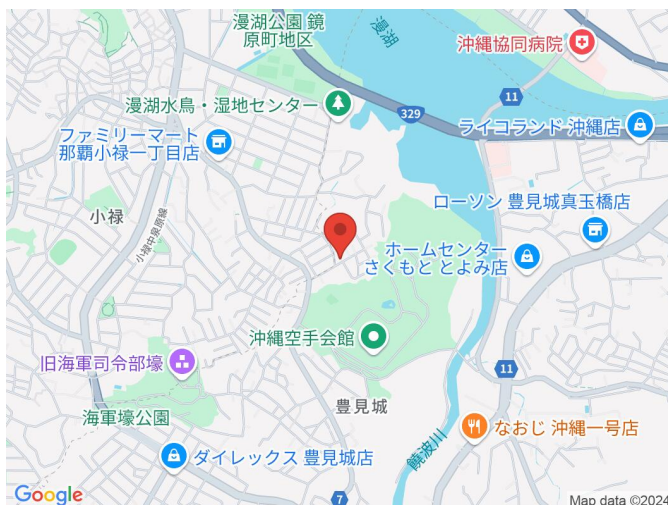 漫湖公園 鏡
原町地区
漫湖
沖縄協同病院
11
漫湖水鳥・湿地センター
329
ライコランド 沖縄店
ファミリーマート
那覇小禄一丁目店
ローソン 豊見城真玉橋店
小禄
小禄中泉原線
ホームセンター
さくもと とよみ店
沖縄空手会館
旧海軍司令部壕
11
豊見城
海軍壕公園
なおじ 沖縄一号店
饒波川
ダイレックス 豊見城店
7
Google
Map data ©2024